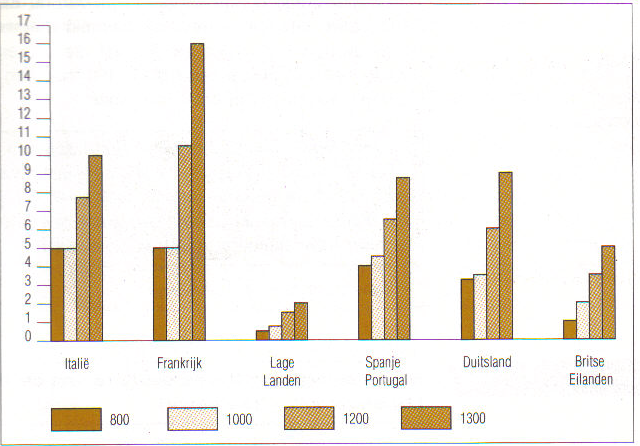 17
16
15
14
13
12
11
10
9
8
7
6
5
4
3
2
1
0
Italië
Frankrijk
Lage
Landen
Spanje
Portugal
Duitsland
Britse
Eilanden
800
1000
1200
1300